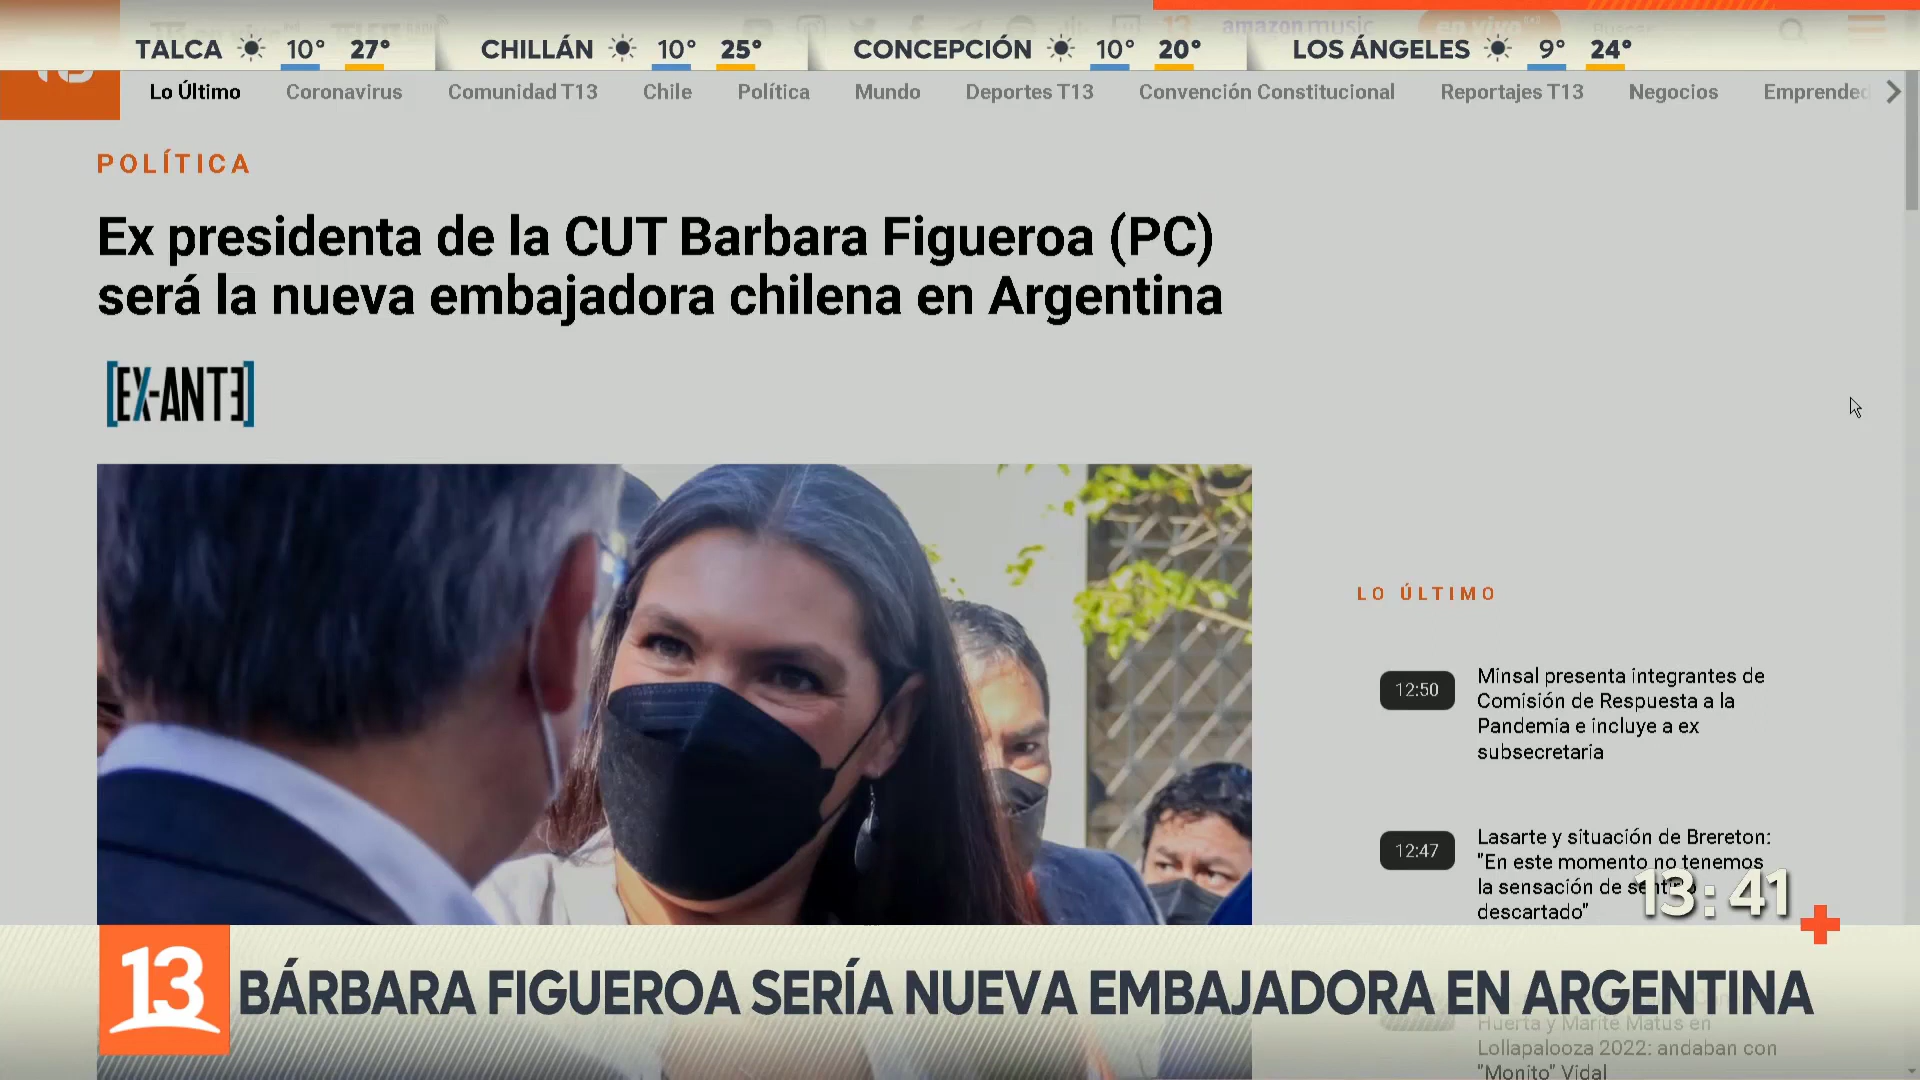 TALCA 10° 27° CHILLÁN 10° 25° CONCEPCIÓN 10° 20° LOS ÁNGELES 9° 24°
Lo Último Coronavirus Comunidad T13 Chile Política Mundo Deportes T13 Convención Constitucional Reportajes T13 Negocios Emprended
POLÍTICA
Ex presidenta de la CUT Barbara Figueroa (PC)
será la nueva embajadora chilena en Argentina
[EX-ANTE]
LO ÚLTIMO
12:50
Minsal presenta integrantes de
Comisión de Respuesta a la
Pandemia e incluye a ex
subsecretaria
12:47
Lasarte y situación de Brereton:
"En este momento no tenemos
la sensación de sentirlo
descartado"
13:41
13 BÁRBARA FIGUEROA SERÍA NUEVA EMBAJADORA EN ARGENTINA
Huerta y Marité Matus en
Lollapalooza 2022: andaban con
"Monito" Vidal